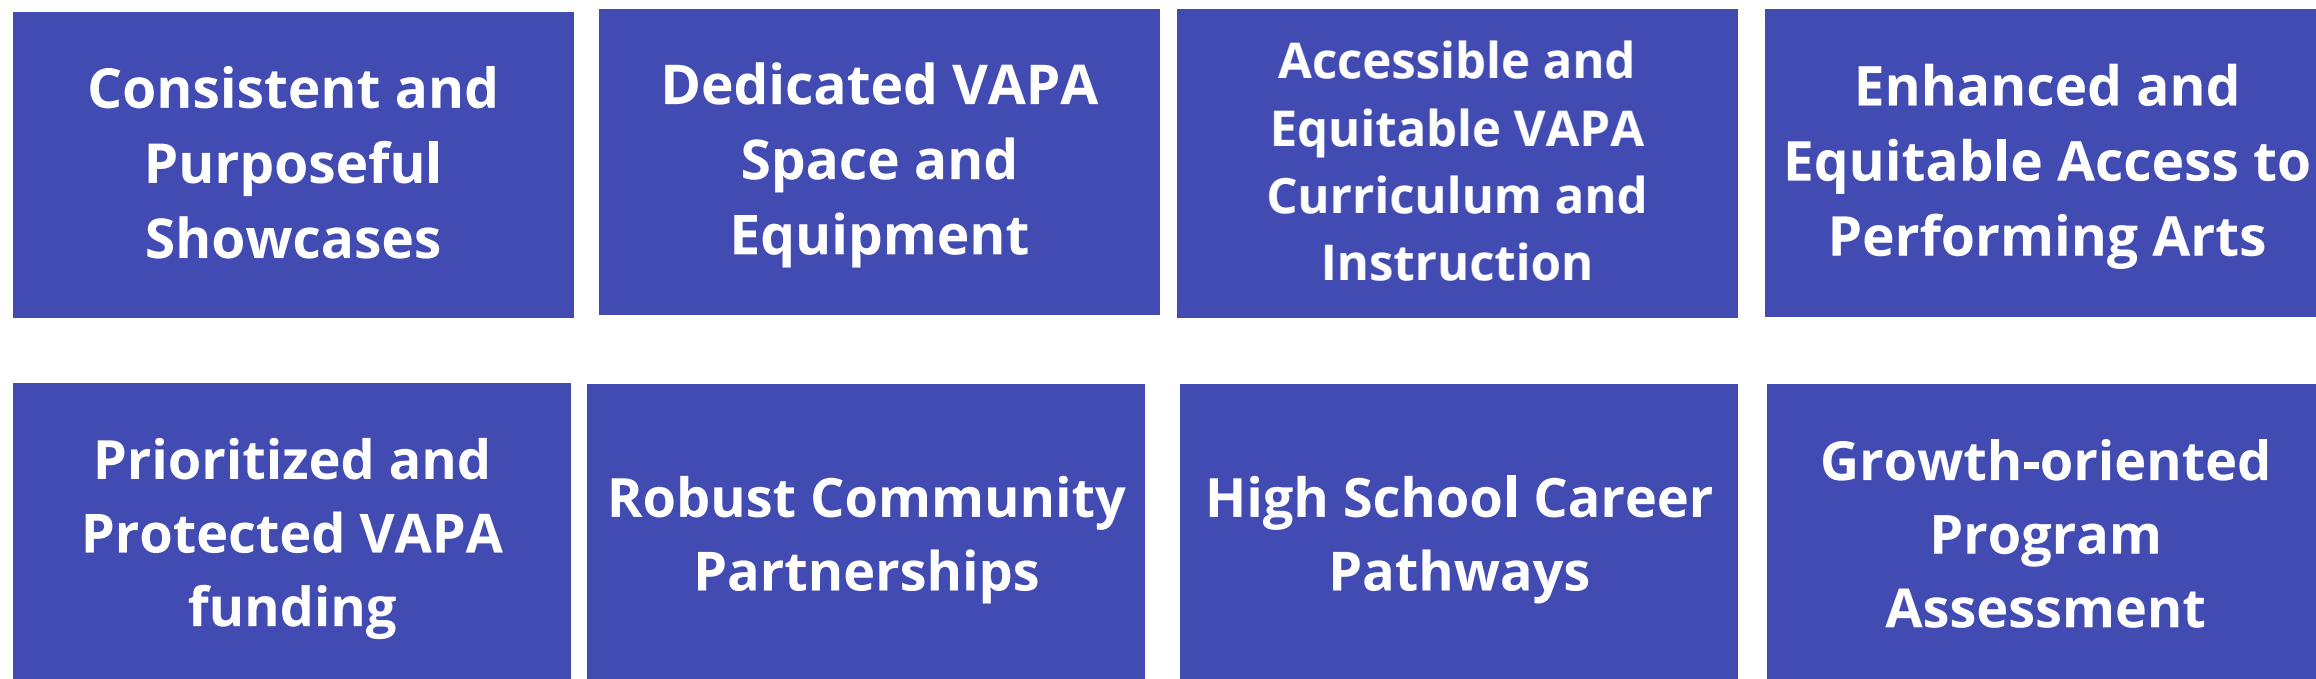 Consistent and
Purposeful
Showcases
Dedicated VAPA
Space and
Equipment
Accessible and
Equitable VAPA
Curriculum and
Instruction
Enhanced and
Equitable Access to
Performing Arts
Prioritized and
Protected VAPA
funding
Robust Community
Partnerships
High School Career
Pathways
Growth-oriented
Program
Assessment